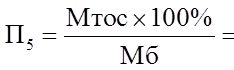 П₅ = Мтос×100% / Мб =